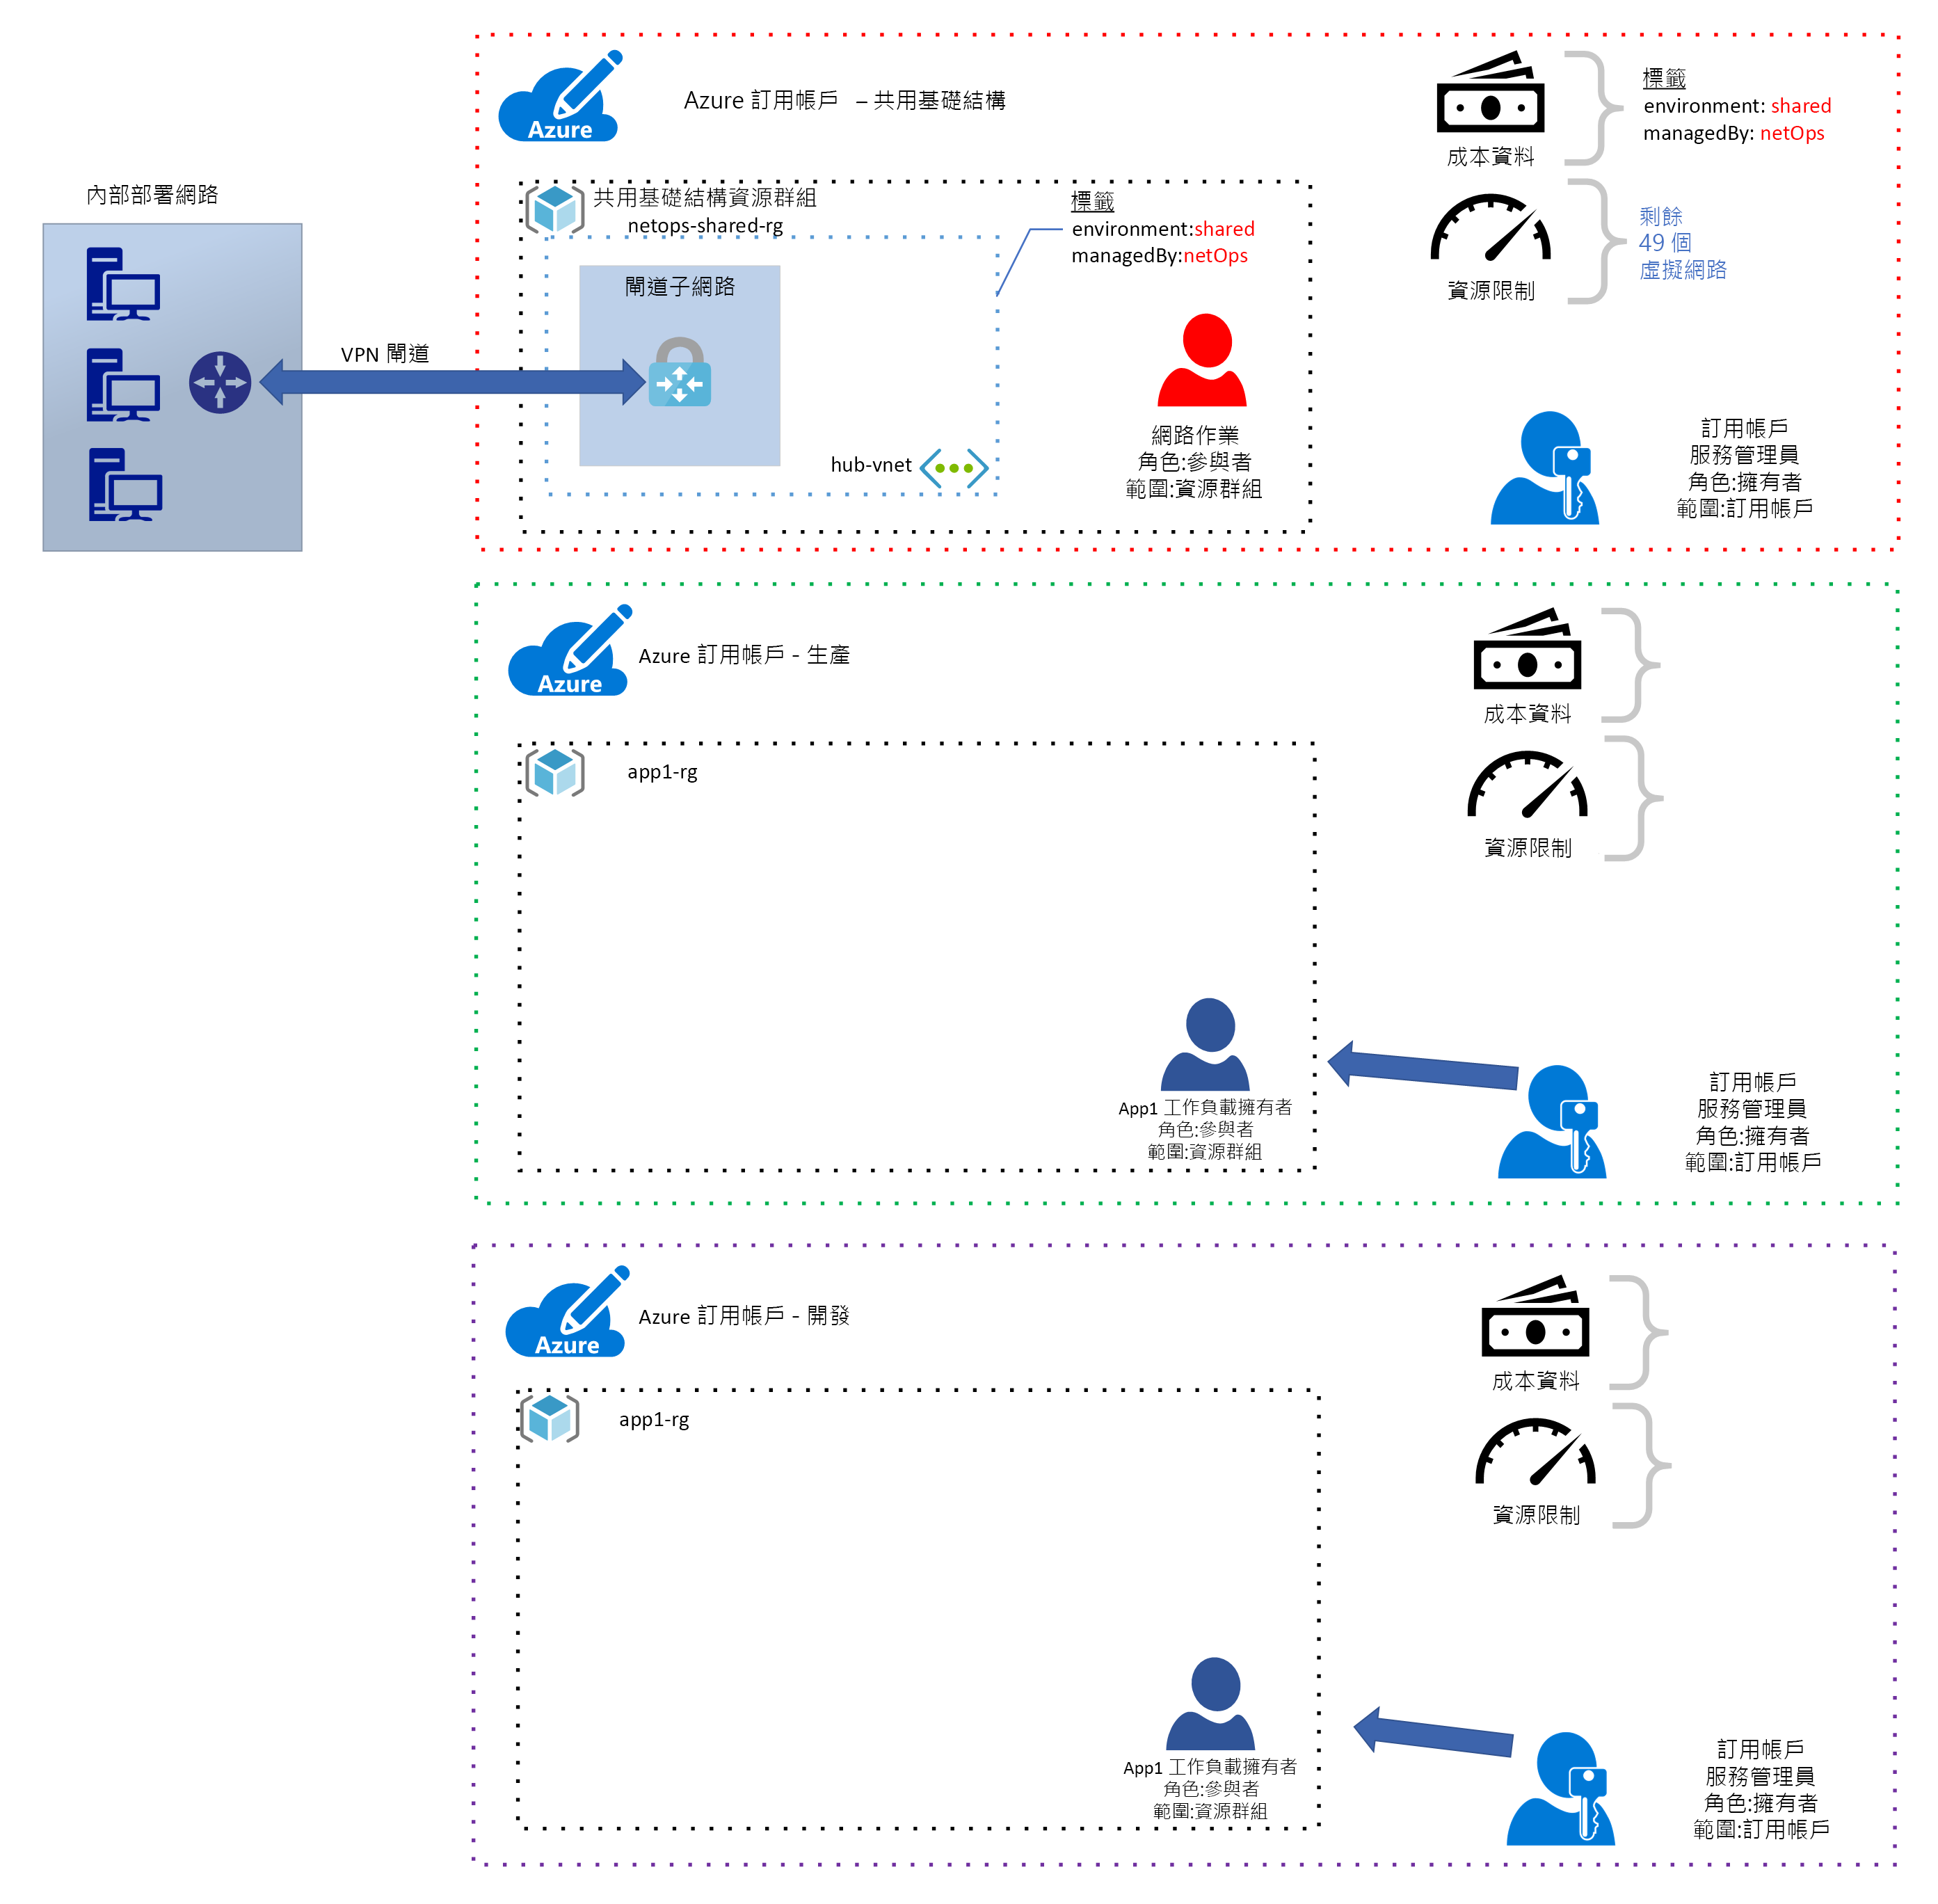 Azure
Azure 訂用帳戶 – 共用基礎結構
成本資料
標籤
environment: shared
managedBy: netOps
內部部署網路
共用基礎結構資源群組
netops-shared-rg
標籤
environment:shared
managedBy:netOps
剩餘
49 個
虛擬網路
資源限制
閘道子網路
VPN 閘道
hub-vnet
網路作業
角色:參與者
範圍:資源群組
訂用帳戶
服務管理員
角色:擁有者
範圍:訂用帳戶
Azure
Azure 訂用帳戶 - 生產
成本資料
app1-rg
資源限制
App1 工作負載擁有者
角色:參與者
範圍:資源群組
訂用帳戶
服務管理員
角色:擁有者
範圍:訂用帳戶
Azure
Azure 訂用帳戶 - 開發
成本資料
app1-rg
資源限制
App1 工作負載擁有者
角色:參與者
範圍:資源群組
訂用帳戶
服務管理員
角色:擁有者
範圍:訂用帳戶